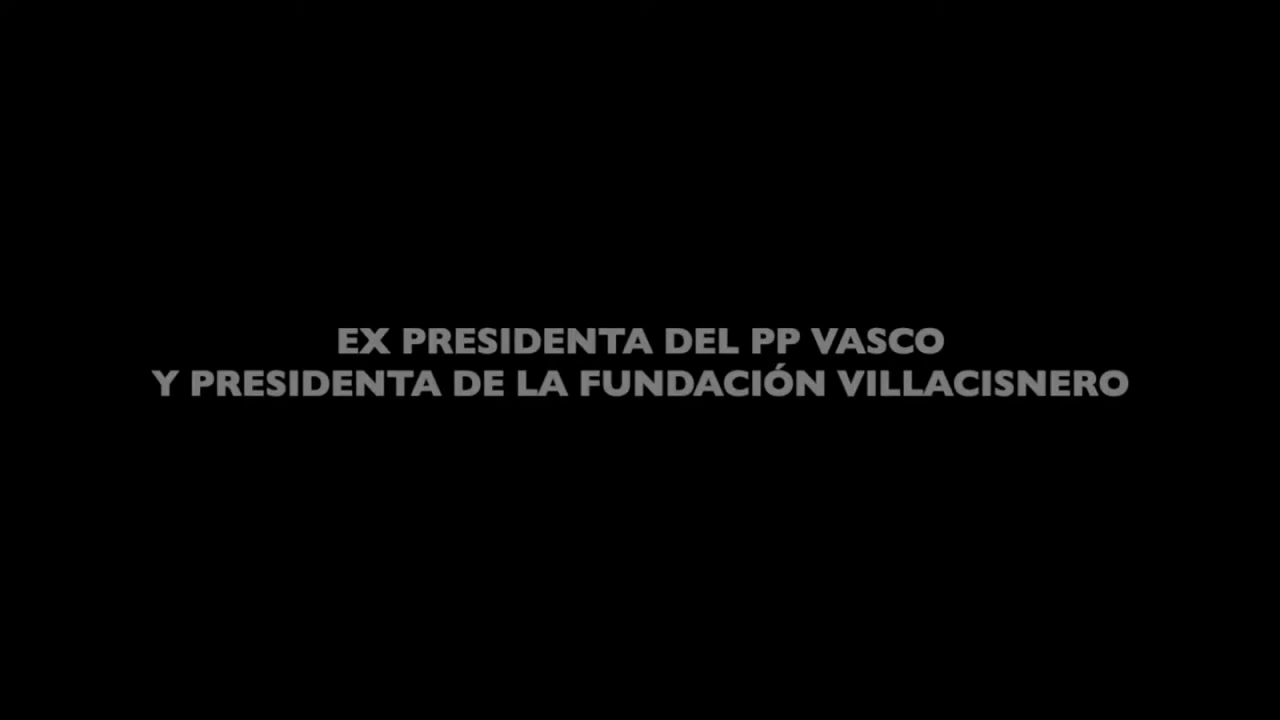 EX PRESIDENTA DEL PP VASCO
Y PRESIDENTA DE LA FUNDACIÓN VILLACISNERO